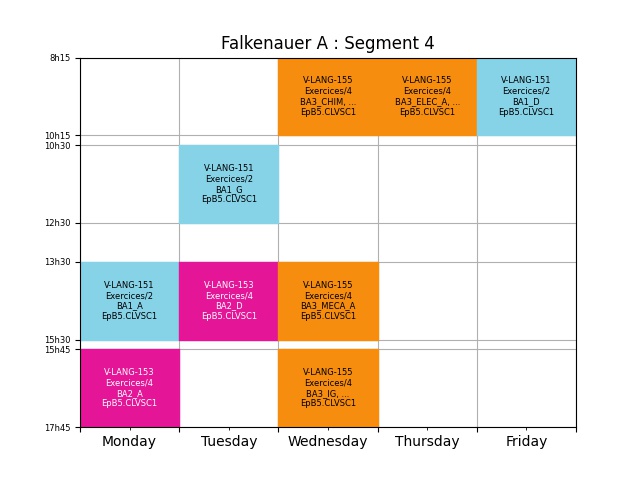 Falkenauer A : Segment 4
8h15
V-LANG-155
Exercices/4
BA3_CHIM, ...
EpB5.CLVSC1
V-LANG-155
Exercices/4
BA3_ELEC_A, ...
EpB5.CLVSC1
V-LANG-151
Exercices/2
BA1_D
EpB5.CLVSC1
10h15
10h30
V-LANG-151
Exercices/2
BA1_G
EpB5.CLVSC1
12h30
13h30
V-LANG-151
Exercices/2
BA1_A
EpB5.CLVSC1
V-LANG-153
Exercices/4
BA2_D
EpB5.CLVSC1
V-LANG-155
Exercices/4
BA3_MECA_A
EpB5.CLVSC1
15h30
15h45
V-LANG-153
Exercices/4
BA2_A
EpB5.CLVSC1
V-LANG-155
Exercices/4
BA3_IG, ...
EpB5.CLVSC1
17h45
Monday
Tuesday
Wednesday
Thursday
Friday